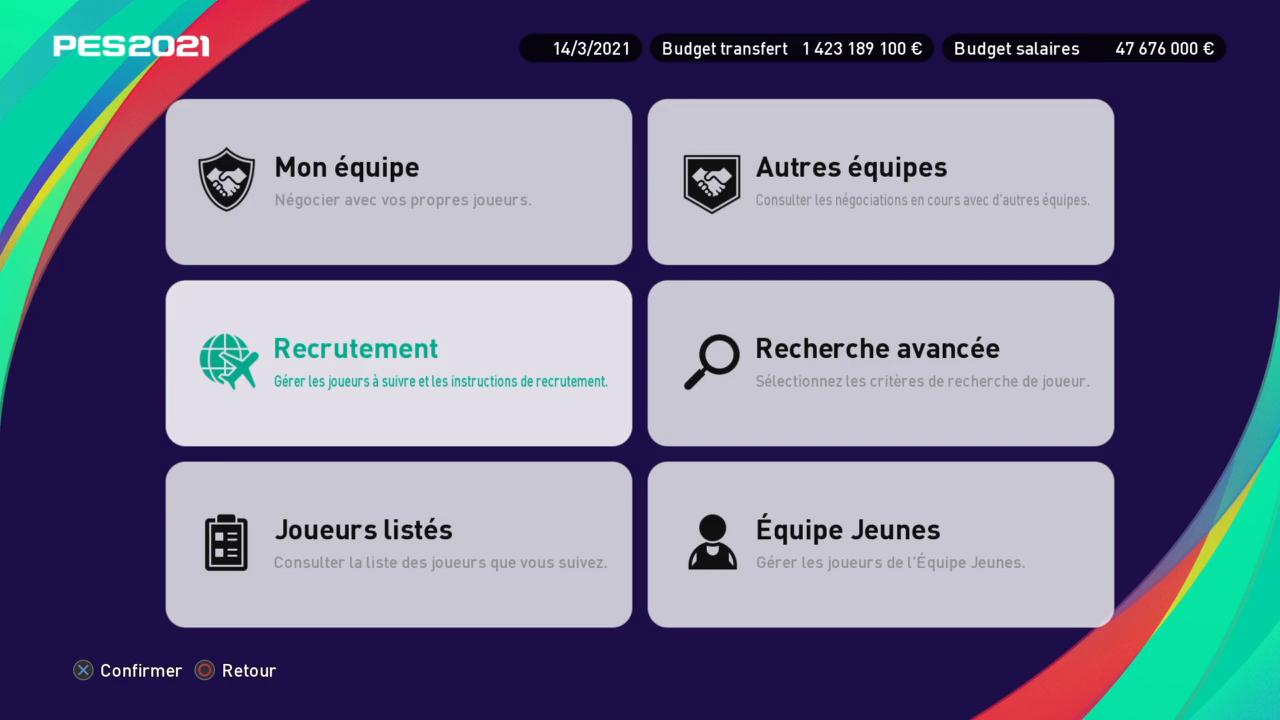 PES2021
14/3/2021 Budget transfert 1 423 189 100 € Budget salaires 47 676 000 €
Mon équipe
Négocier avec vos propres joueurs.
Autres équipes
Consulter les négociations en cours avec d'autres équipes.
Recrutement
Gérer les joueurs à suivre et les instructions de recrutement.
Recherche avancée
Sélectionnez les critères de recherche de joueur.
Joueurs listés
Consulter la liste des joueurs que vous suivez.
Équipe Jeunes
Gérer les joueurs de l'Équipe Jeunes.
Confirmer Retour